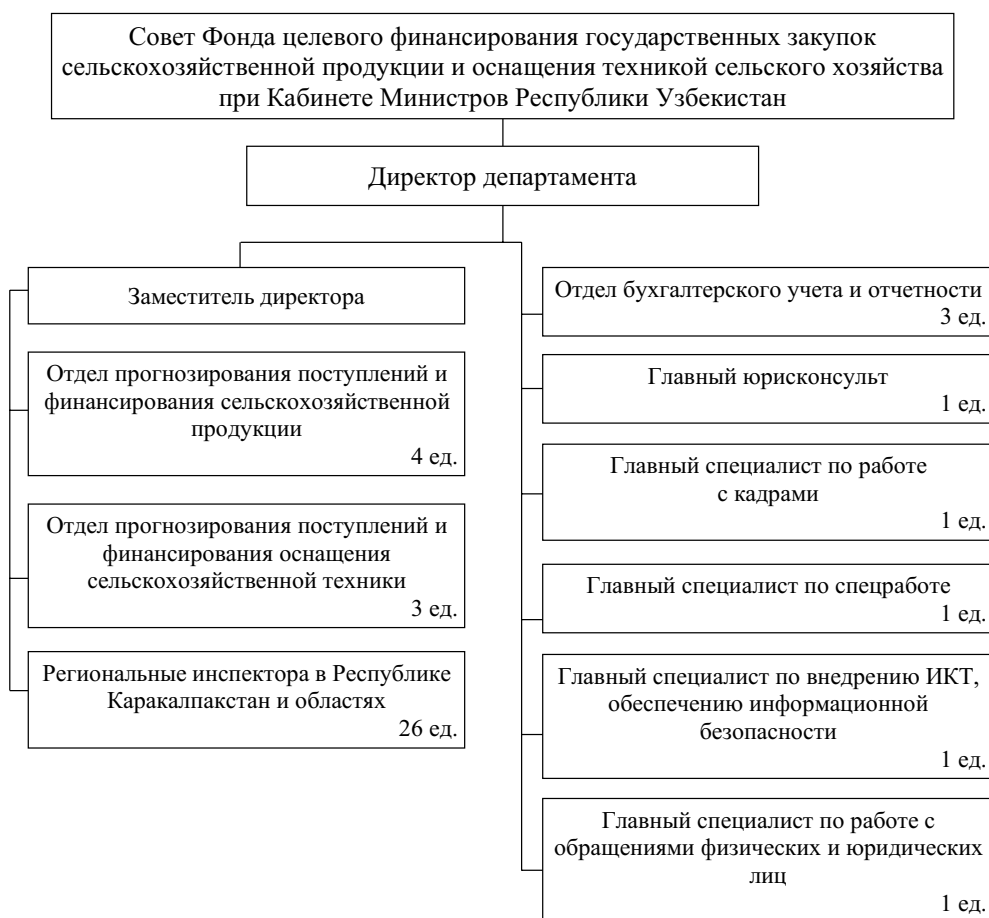 Совет Фонда целевого финансирования государственных закупок
сельскохозяйственной продукции и оснащения техникой сельского хозяйства
при Кабинете Министров Республики Узбекистан
Директор департамента
Заместитель директора
Отдел прогнозирования поступлений и
финансирования сельскохозяйственной
продукции
4 ед.
Отдел прогнозирования поступлений и
финансирования оснащения
сельскохозяйственной техники
3 ед.
Региональные инспектора в Республике
Каракалпакстан и областях
26 ед.
Отдел бухгалтерского учета и отчетности
3 ед.
Главный юрисконсульт
1 ед.
Главный специалист по работе
с кадрами
1 ед.
Главный специалист по спецработе
1 ед.
Главный специалист по внедрению ИКТ,
обеспечению информационной
безопасности
1 ед.
Главный специалист по работе с
обращениями физических и юридических
лиц
1 ед.